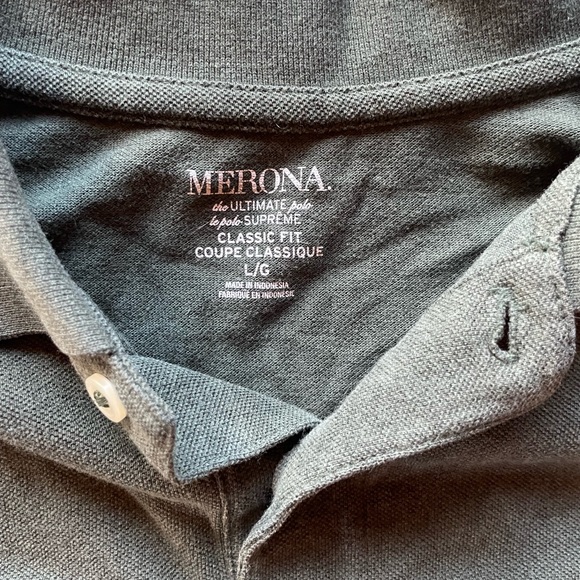 MERONA.
the ULTIMATE polo
le polo SUPRÊME
CLASSIC FIT
COUPE CLASSIQUE
L/G
MADE IN INDONESIA
FABRIQUÉ EN INDONÉSIE